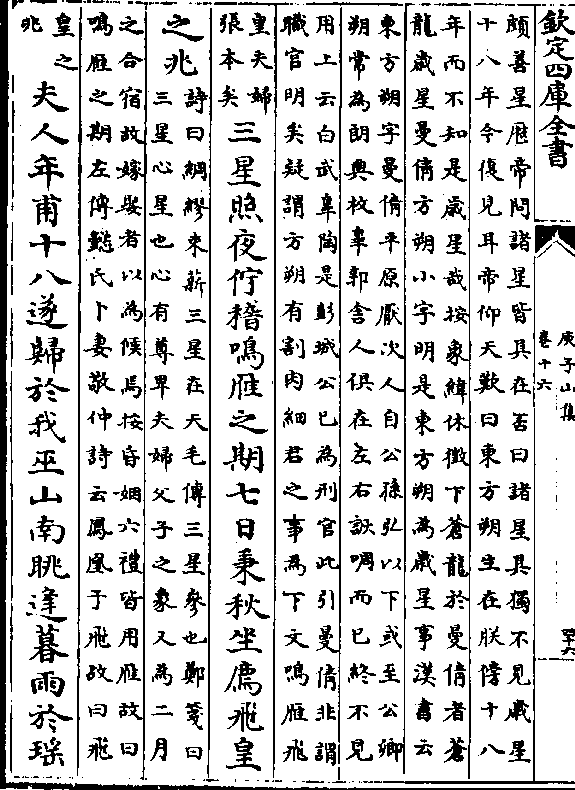 欽定四庫全書
庾子山集
卷十六
頗善星厯帝問諸星皆具在否曰諸星具獨不見歲星
十八年今復見耳帝仰天歎曰東方朔生在朕傍十八
年而不知是歲星哉按象緯休徴下蒼龍於曼倩者蒼
龍歲星曼倩方朔小字明是東方朔為歲星事漢書云
東方朔字曼倩平原厭次人自公孫弘以下或至公卿
朔常為郎與枚臯郭舍人俱在左右詼啁而已終不見
用上云白武臯陶是彭城公已為刑官此引曼倩非謂
職官明矣疑謂方朔有割肉細君之事為下文鳴雁飛
皇夫婦
張本矣
三星照夜佇稽鳴雁之期七日秉秋坐儛飛皇
之兆
詩曰綢繆束薪三星在天毛傳三星參也鄭箋曰
三星心星也心有尊卑夫婦父子之象又為二月
之合宿故嫁娶者以為候焉按昏姻六禮皆用雁故曰
鳴雁之期左傳懿氏卜妻敬仲詩云鳳凰于飛故曰飛
皇之
兆
夫人年甫十八遂歸於我巫山南眺逢暮雨於瑶